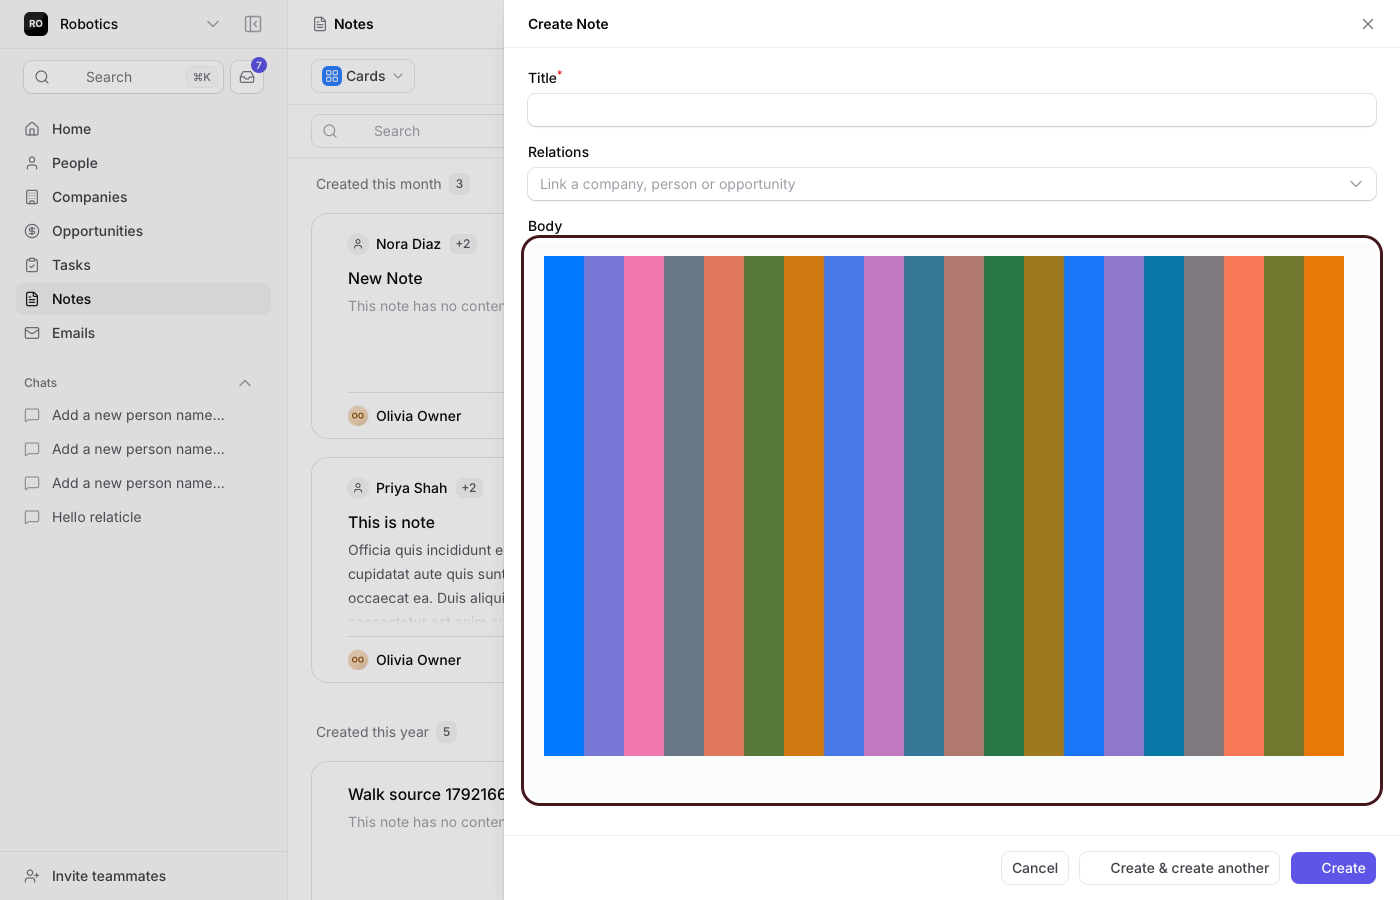 RO
Robotics
Search
⌘K
7
Home
People
Companies
Opportunities
Tasks
Notes
Emails
Chats
Add a new person name...
Add a new person name...
Add a new person name...
Hello relaticle
Invite teammates
Notes
Cards
Search
Created this month 3
Nora Diaz +2
New Note
This note has no conten
OO Olivia Owner
Priya Shah +2
This is note
Officia quis incididunt e
cupidatat aute quis sunt
occaecat ea. Duis aliqui
OO Olivia Owner
Created this year 5
Walk source 1792166
This note has no conten
Create Note
Title*
Relations
Link a company, person or opportunity
Body
Cancel
Create & create another
Create